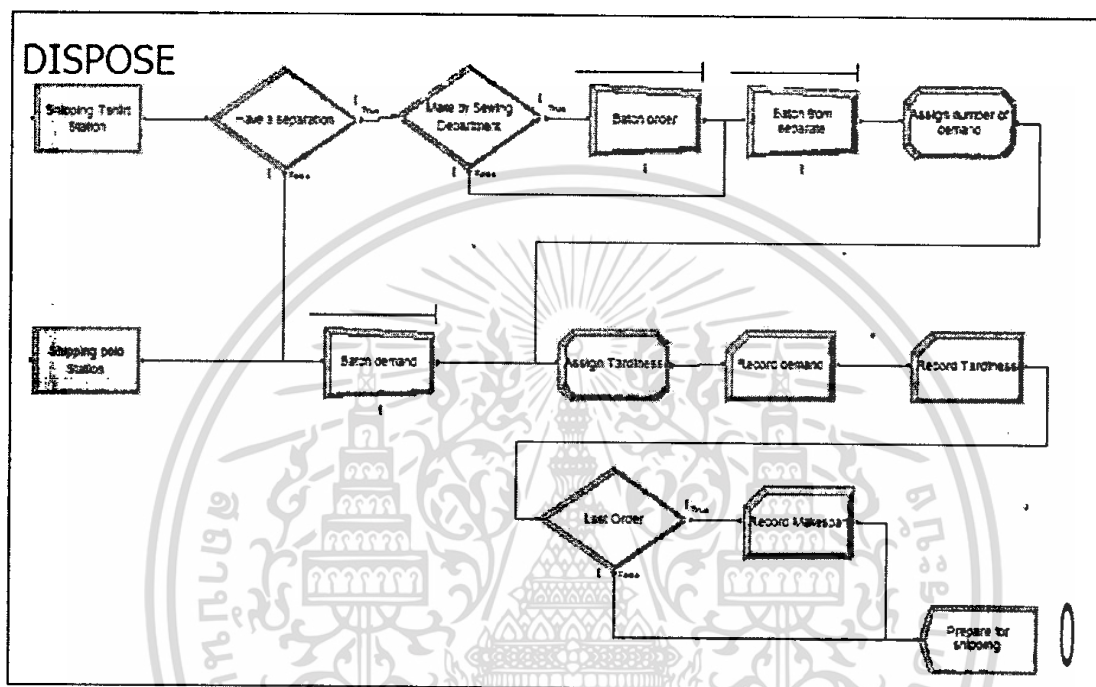 DISPOSE
Shipping Tshirt
Station
Have a separation
True
False
Make by Sewing
Department
True
False
Batch order
Batch from
separate
Assign number of
demand
Shipping polo
Station
Batch demand
Assign Tardiness
Record demand
Record Tardiness
Last Order
True
False
Record Makespan
Prepare for
shipping